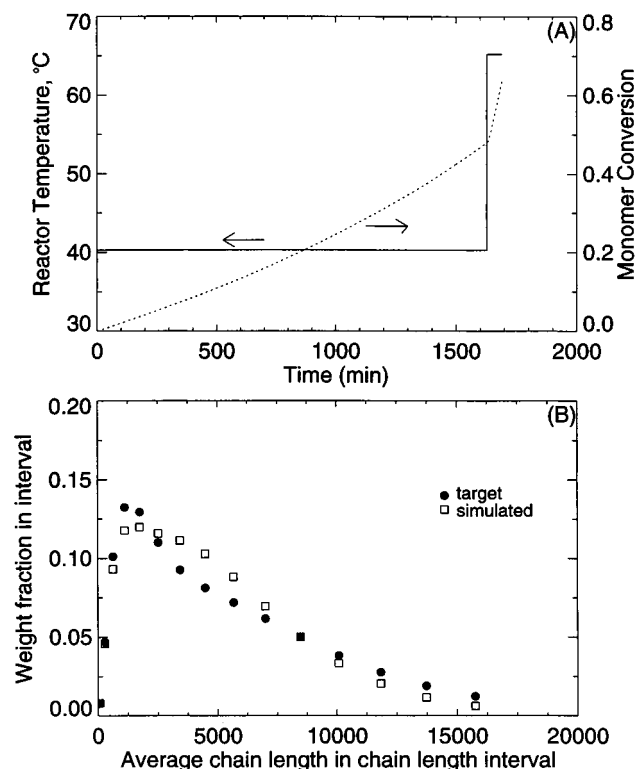 70
(A)
0.8
60
0.6
50
0.4
40
0.2
30
0.0
Reactor Temperature, °C
Monomer Conversion
0
500
1000
1500
2000
Time (min)
0.20
(B)
0.15
0.10
0.05
0.00
Weight fraction in interval
target
simulated
0
5000
10000
15000
20000
Average chain length in chain length interval